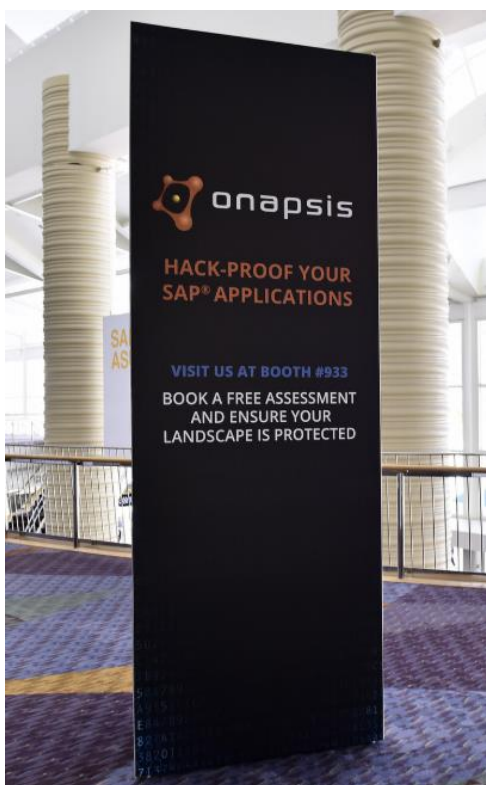 onapsis
HACK-PROOF YOUR
SAP® APPLICATIONS
VISIT US AT BOOTH #933
BOOK A FREE ASSESSMENT
AND ENSURE YOUR
LANDSCAPE IS PROTECTED